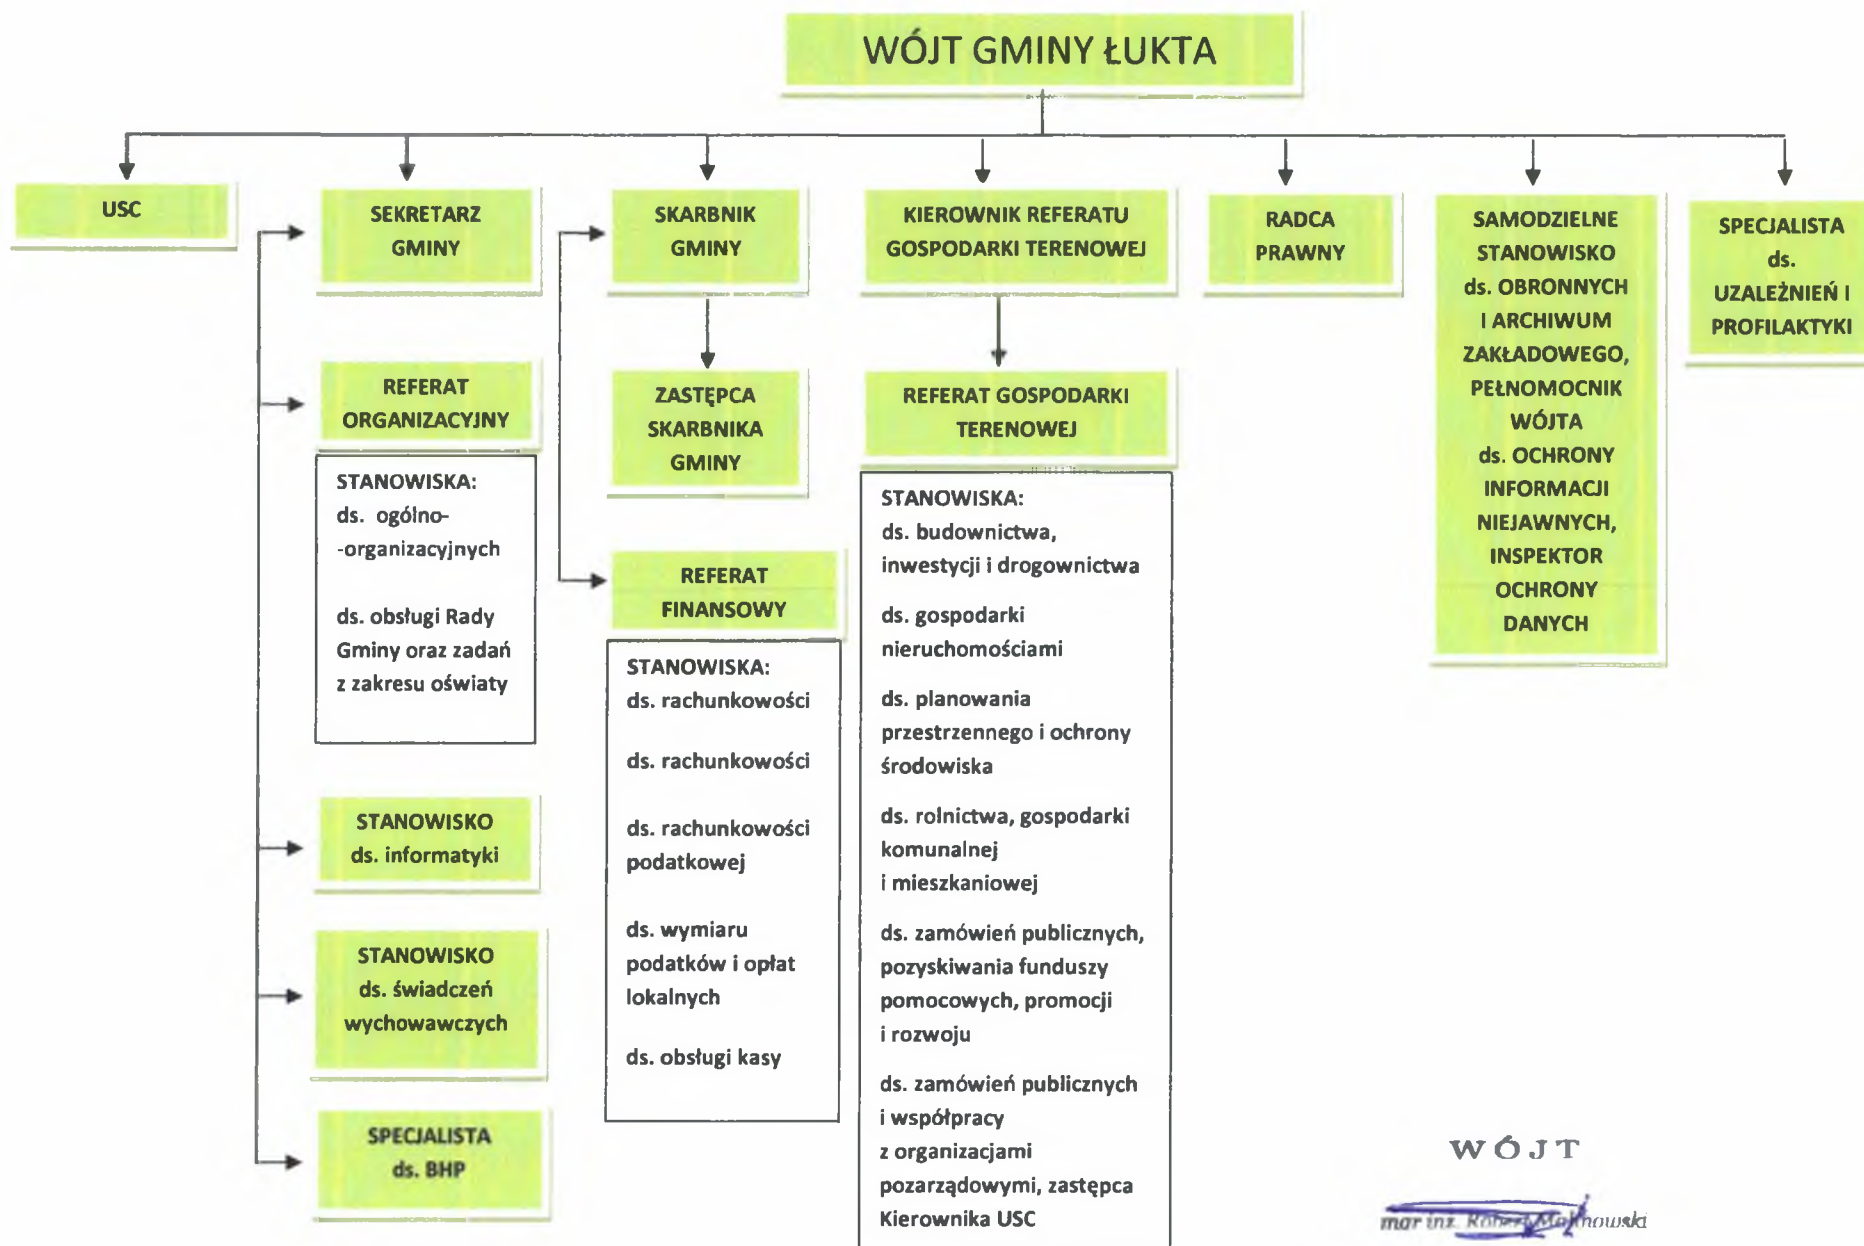 WÓJT GMINY ŁUKTA
USC
SEKRETARZ
GMINY
REFERAT
ORGANIZACYJNY
STANOWISKA:
ds. ogólno-
-organizacyjnych
ds. obsługi Rady
Gminy oraz zadań
z zakresu oświaty
STANOWISKO
ds. informatyki
STANOWISKO
ds. świadczeń
wychowawczych
SPECJALISTA
ds. BHP
SKARBNIK
GMINY
ZASTĘPCA
SKARBNIKA
GMINY
REFERAT
FINANSOWY
STANOWISKA:
ds. rachunkowości
ds. rachunkowości
ds. rachunkowości
podatkowej
ds. wymiaru
podatków i opłat
lokalnych
ds. obsługi kasy
KIEROWNIK REFERATU
GOSPODARKI TERENOWEJ
REFERAT GOSPODARKI
TERENOWEJ
STANOWISKA:
ds. budownictwa,
inwestycji i drogownictwa
ds. gospodarki
nieruchomościami
ds. planowania
przestrzennego i ochrony
środowiska
ds. rolnictwa, gospodarki
komunalnej
i mieszkaniowej
ds. zamówień publicznych,
pozyskiwania funduszy
pomocowych, promocji
i rozwoju
ds. zamówień publicznych
i współpracy
z organizacjami
pozarządowymi, zastępca
Kierownika USC
RADCA
PRAWNY
SAMODZIELNE
STANOWISKO
ds. OBRONNYCH
I ARCHIWUM
ZAKŁADOWEGO,
PEŁNOMOCNIK
WÓJTA
ds. OCHRONY
INFORMACJI
NIEJAWNYCH,
INSPEKTOR
OCHRONY
DANYCH
SPECJALISTA
ds.
UZALEŻNIEŃ I
PROFILAKTYKI
WÓJT
mgr inż. Robert Malinowski